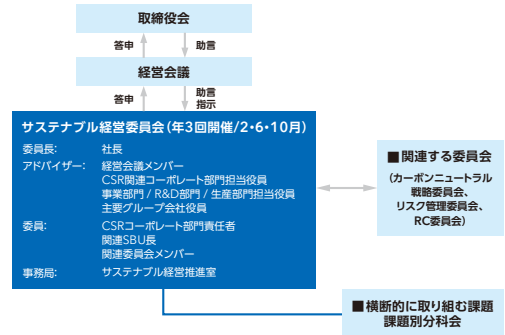 取締役会
答申 助言
経営会議
答申 助言
指示
サステナブル経営委員会（年3回開催/2・6・10月）
委員長： 社長
アドバイザー： 経営会議メンバー
CSR関連コーポレート部門担当役員
事業部門 / R&D部門 / 生産部門担当役員
主要グループ会社役員
委員： CSRコーポレート部門責任者
関連SBU長
関連委員会メンバー
事務局： サステナブル経営推進室
■関連する委員会
（カーボンニュートラル
戦略委員会、
リスク管理委員会、
RC委員会）
■横断的に取り組む課題
課題別分科会